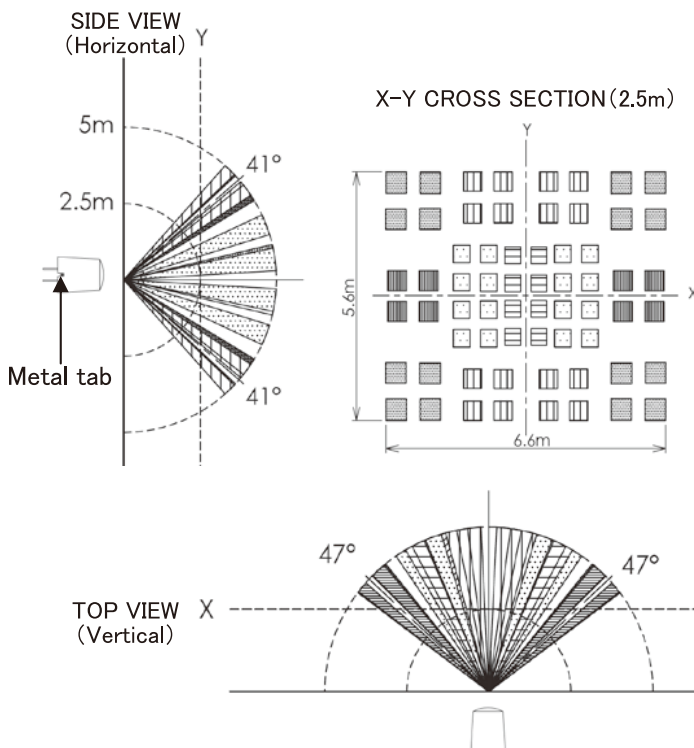 SIDE VIEW
(Horizontal)
Y
5m
41°
2.5m
Metal tab
41°
X-Y CROSS SECTION(2.5m)
Y
X
5.6m
6.6m
47°
47°
TOP VIEW
(Vertical)
X